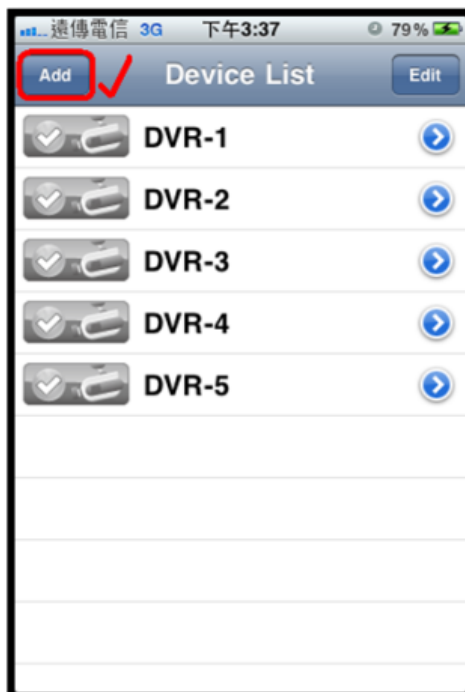 遠傳電信 3G 下午3:37 79%
Add Device List Edit
DVR-1
DVR-2
DVR-3
DVR-4
DVR-5